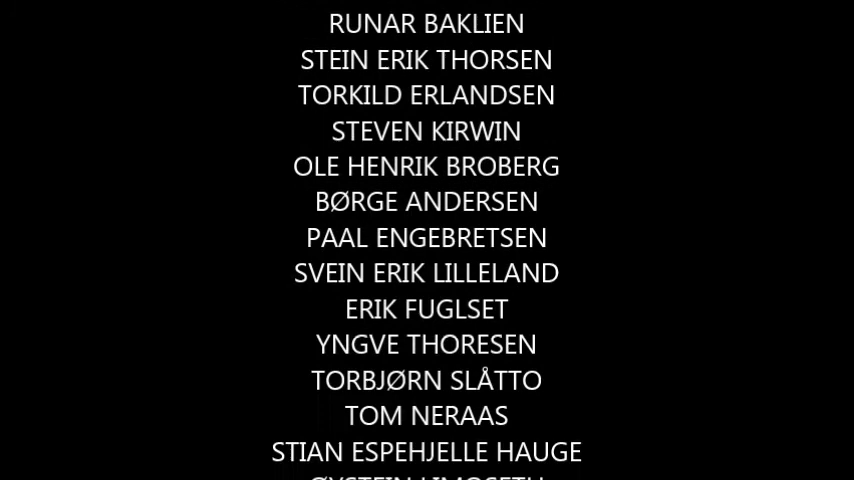 RUNAR BAKLIEN
STEIN ERIK THORSEN
TORKILD ERLANDSEN
STEVEN KIRWIN
OLE HENRIK BROBERG
BØRGE ANDERSEN
PAAL ENGEBRETSEN
SVEIN ERIK LILLELAND
ERIK FUGLSET
YNGVE THORESEN
TORBJØRN SLÅTTO
TOM NERAAS
STIAN ESPEHJELLE HAUGE
ØYSTEIN